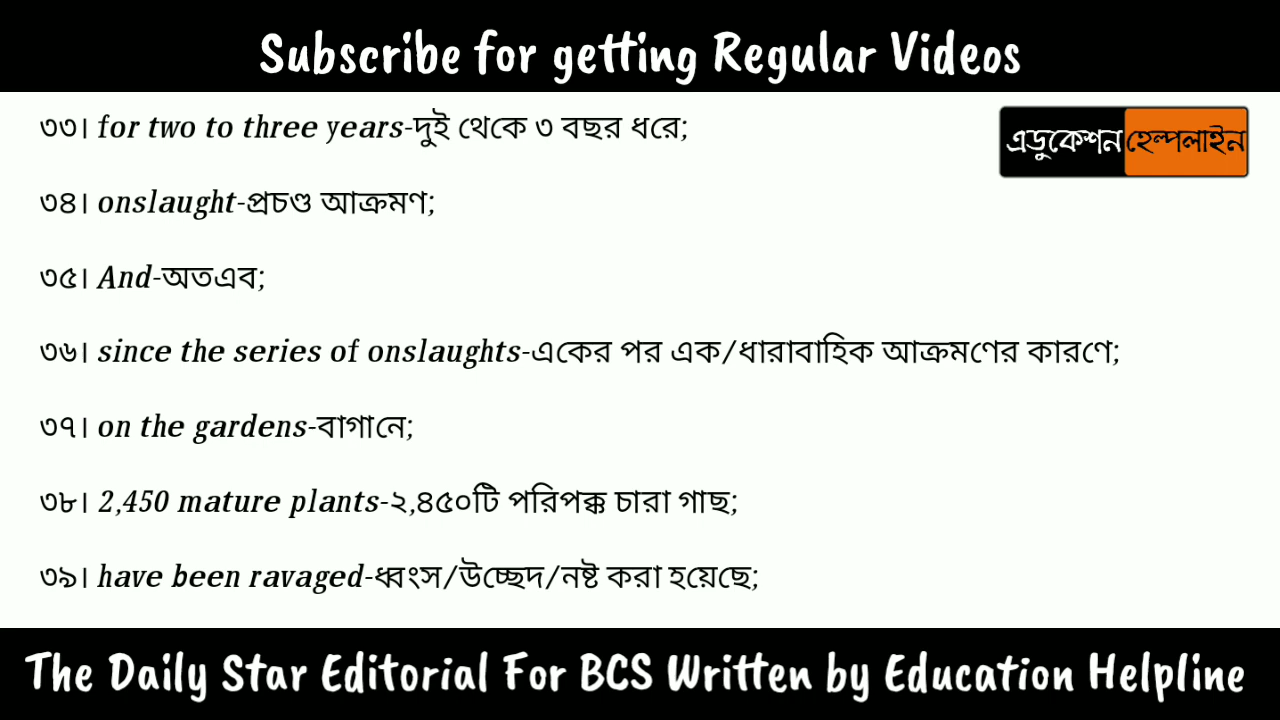 Subscribe for getting Regular Videos
৩৩। for two to three years-দুই থেকে ৩ বছর ধরে;
এডুকেশন হেল্পলাইন
৩৪। onslaught-প্রচণ্ড আক্রমণ;
৩৫। And-অতএব;
৩৬। since the series of onslaughts-একের পর এক/ধারাবাহিক আক্রমণের কারণে;
৩৭। on the gardens-বাগানে;
৩৮। 2,450 mature plants-২,৪৫০টি পরিপক্ক চারা গাছ;
৩৯। have been ravaged-ধ্বংস/উচ্ছেদ/নষ্ট করা হয়েছে;
The Daily Star Editorial For BCS Written by Education Helpline